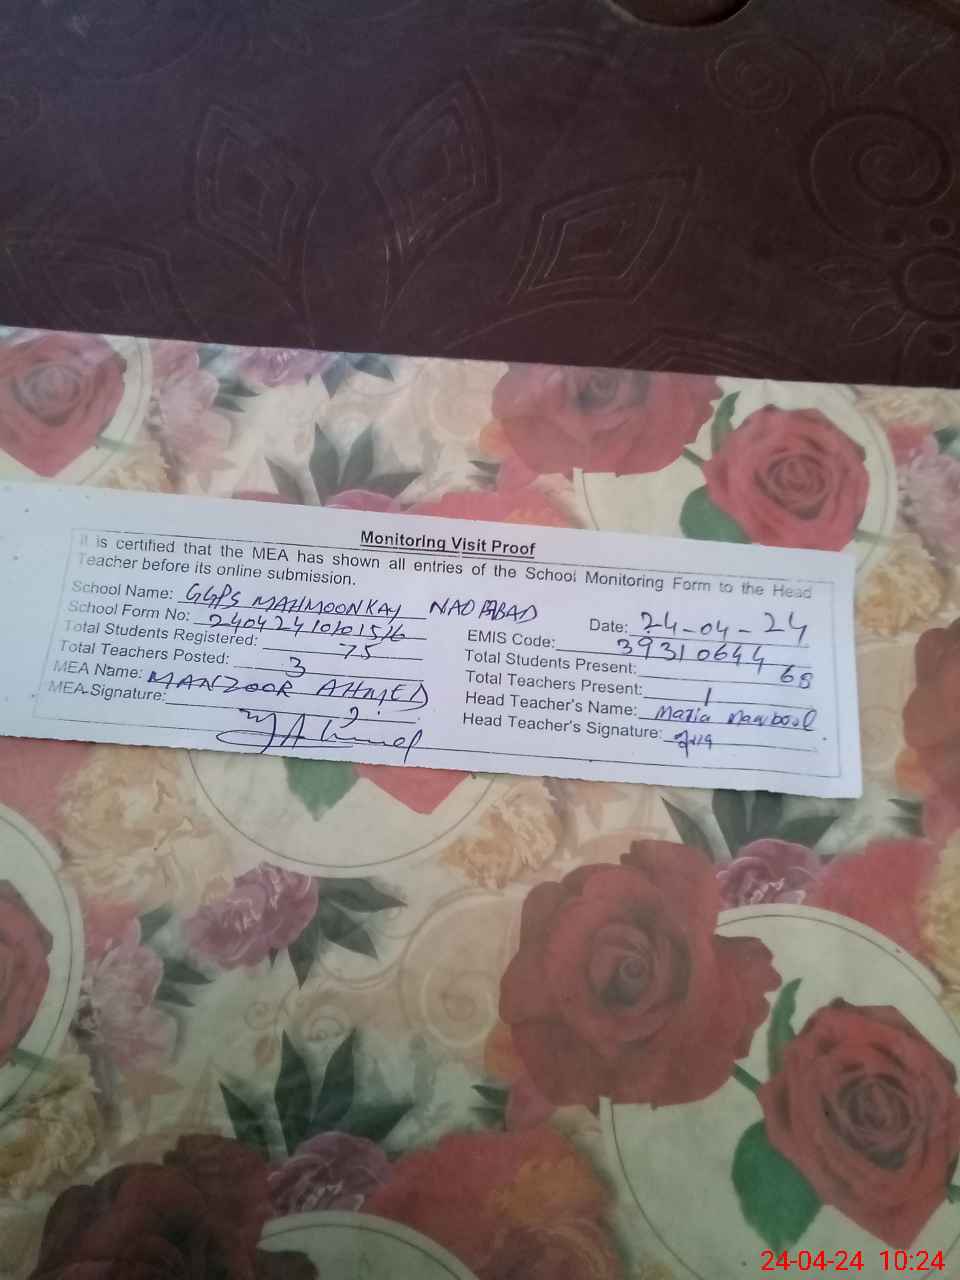 Monitoring Visit Proof
It is certified that the MEA has shown all entries of the School Monitoring Form to the Head
Teacher before its online submission.
School Name: GGPS MAHMOONKAY NAO ABAD
Date: 24-04-24
School Form No:
EMIS Code: 39310644
Total Students Registered: 75
Total Students Present: 68
Total Teachers Posted: 3
Total Teachers Present: 1
MEA Name: MANZOOR AHMED
Head Teacher's Name: Maria
MEA Signature:
Head Teacher's Signature:
24-04-24 10:24